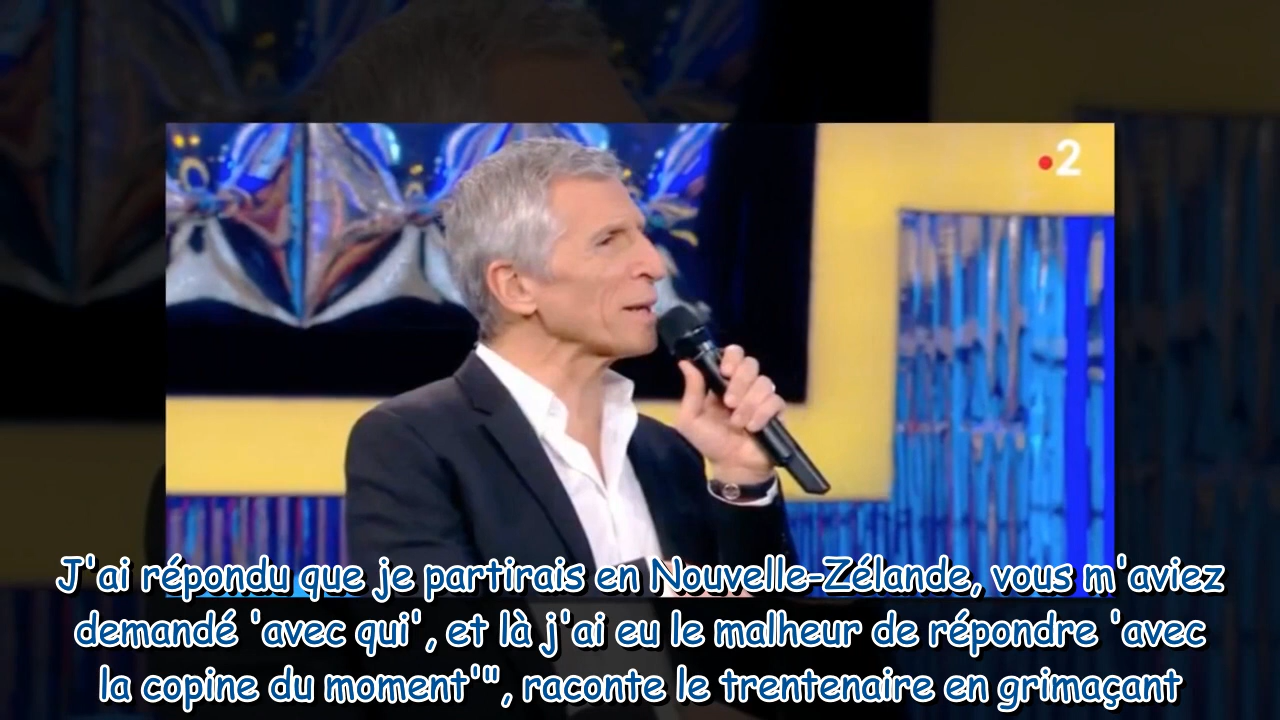 2
J'ai répondu que je partirais en Nouvelle-Zélande, vous m'aviez
demandé 'avec qui', et là j'ai eu le malheur de répondre 'avec
la copine du moment'", raconte le trentenaire en grimaçant